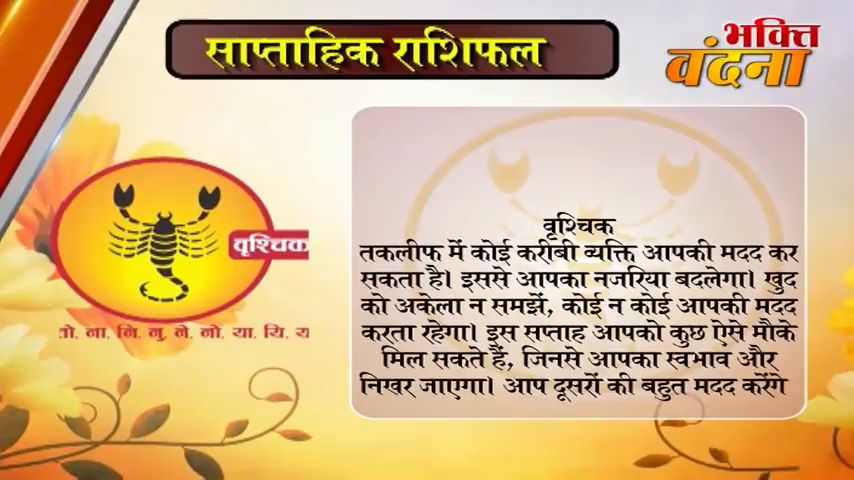 साप्ताहिक राशिफल
भक्ति
वंदना
वृश्चिक
तो. ना. नि. नु. ने. नो. या. यि. य
वृश्चिक
तकलीफ में कोई करीबी व्यक्ति आपकी मदद कर
सकता है। इससे आपका नजरिया बदलेगा। खुद
को अकेला न समझें, कोई न कोई आपकी मदद
करता रहेगा। इस सप्ताह आपको कुछ ऐसे मौके
मिल सकते हैं, जिनसे आपका स्वभाव और
निखर जाएगा। आप दूसरों की बहुत मदद करेंगे